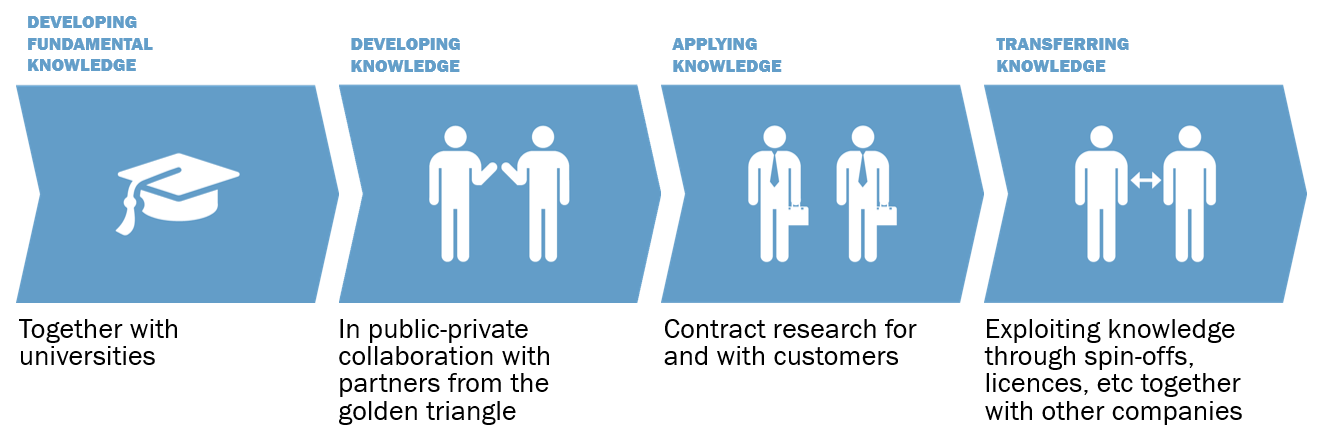 DEVELOPING
FUNDAMENTAL
KNOWLEDGE
Together with
universities
DEVELOPING
KNOWLEDGE
In public-private
collaboration with
partners from the
golden triangle
APPLYING
KNOWLEDGE
Contract research for
and with customers
TRANSFERRING
KNOWLEDGE
Exploiting knowledge
through spin-offs,
licences, etc together
with other companies